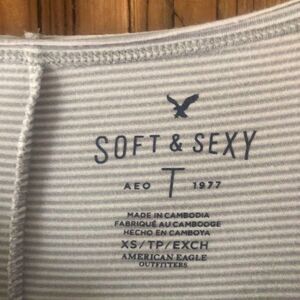 SOFT & SEXY
AEO T 1977
MADE IN CAMBODIA
FABRIQUÉ AU CAMBODGE
HECHO EN CAMBOYA
XS/TP/EXCH
AMERICAN EAGLE
OUTFITTERS